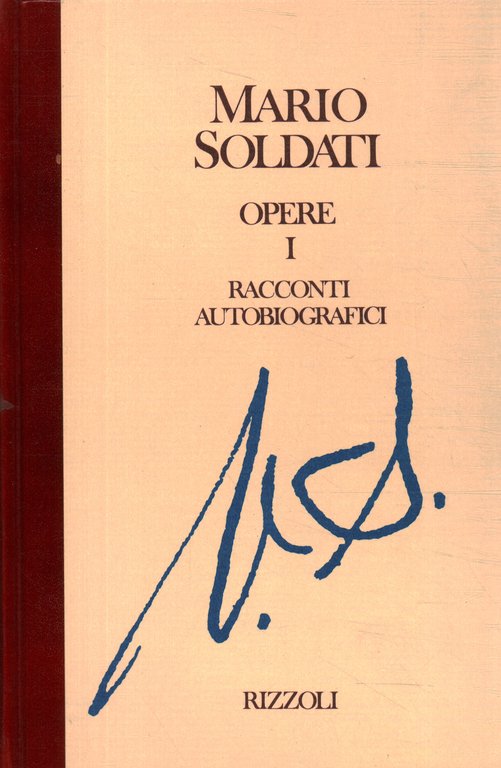 MARIO
SOLDATI
OPERE
I
RACCONTI
AUTOBIOGRAFICI
M.S.
RIZZOLI